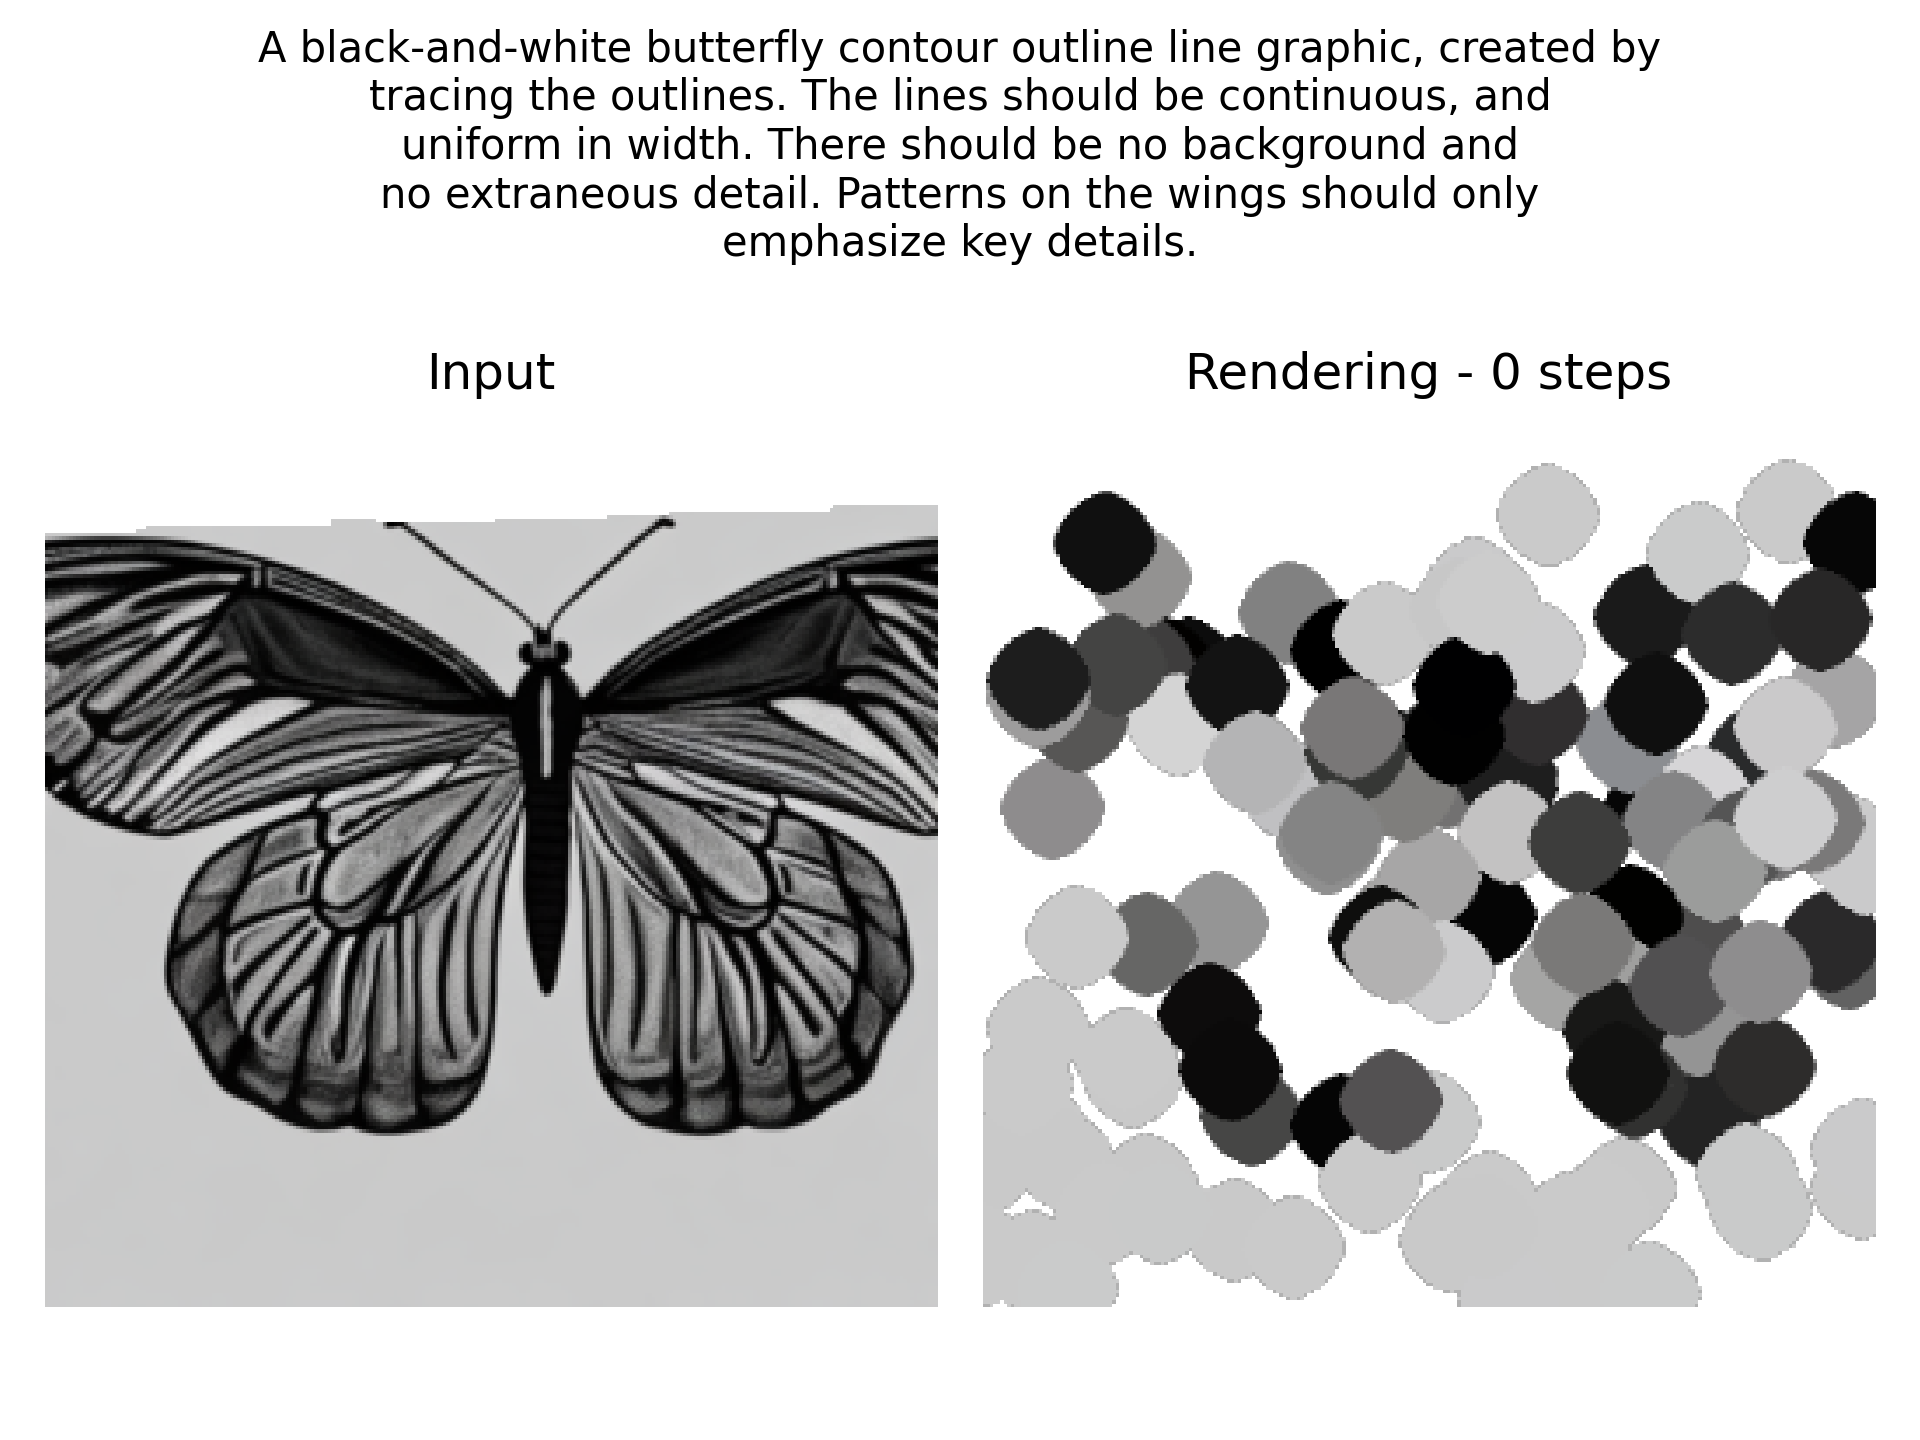 A black-and-white butterfly contour outline line graphic, created by
tracing the outlines. The lines should be continuous, and
uniform in width. There should be no background and
no extraneous detail. Patterns on the wings should only
emphasize key details.
Input
Rendering - 0 steps